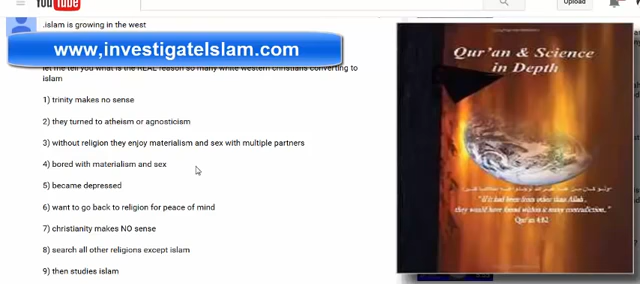 YouTube
Upload
.islam is growing in the west
www,investigateIslam.com
let me tell you what is the REAL reason so many white western christians converting to
islam
1) trinity makes no sense
2) they turned to atheism or agnosticism
3) without religion they enjoy materialism and sex with multiple partners
4) bored with materialism and sex
5) became depressed
6) want to go back to religion for peace of mind
7) christianity makes NO sense
8) search all other religions except islam
9) then studies islam
Qur'an & Science
in Depth
"if it had been from other than Allah,
they would have found within it many contradiction."
Qur'an 4:82